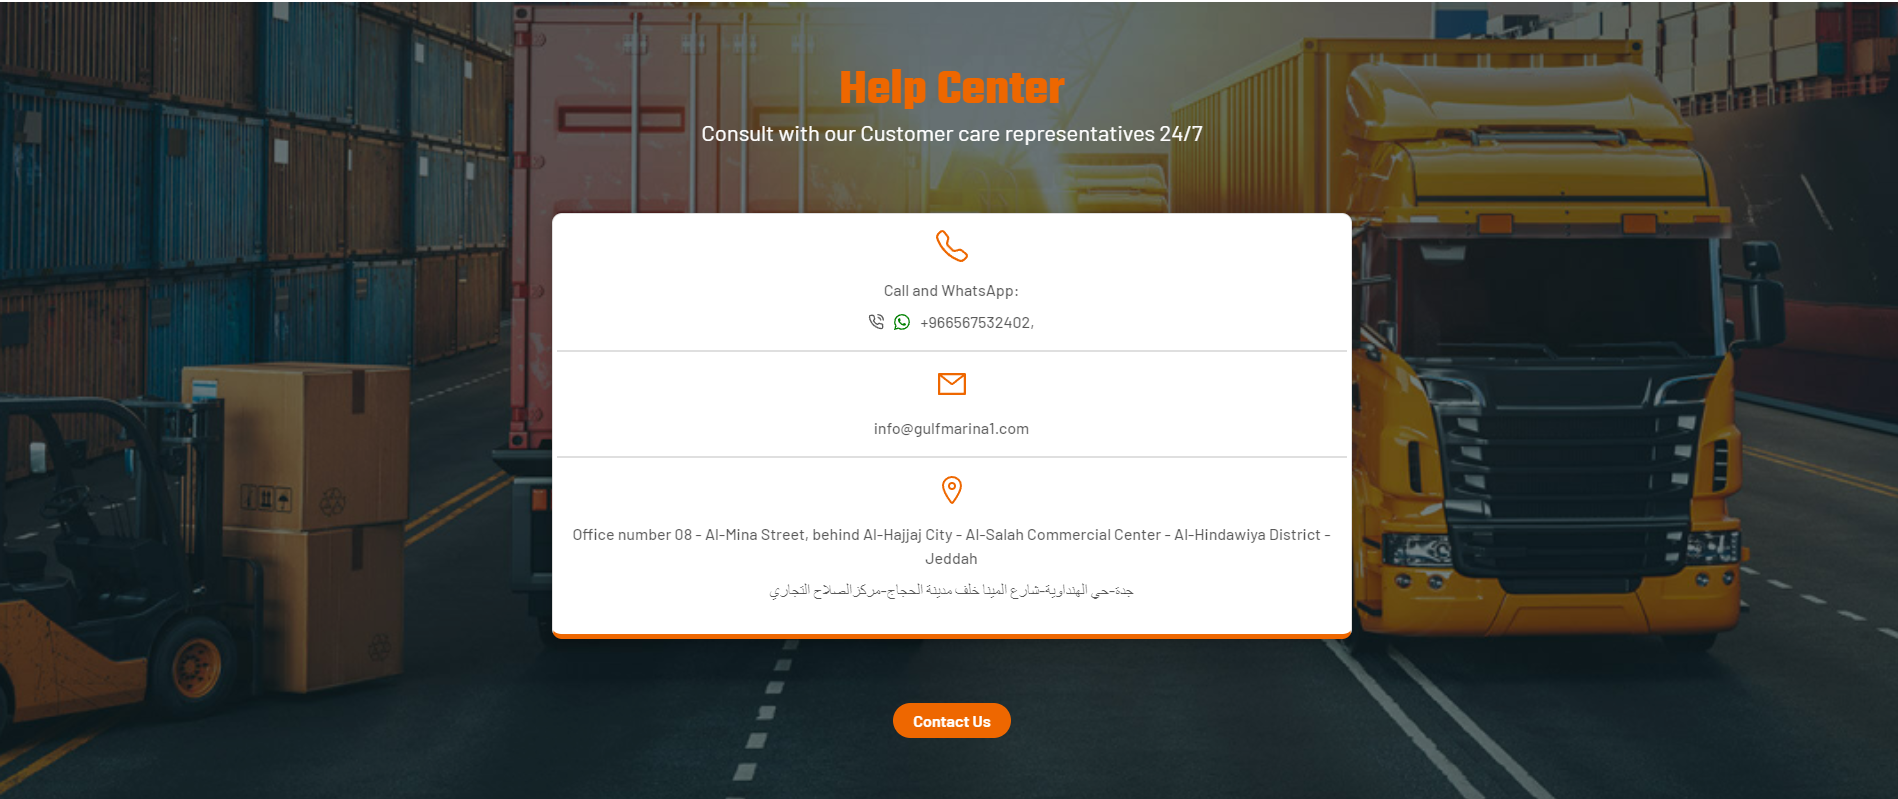 Help Center
Consult with our Customer care representatives 24/7
Call and WhatsApp:
+966567532402,
info@gulfmarina1.com
Office number 08 - Al-Mina Street, behind Al-Hajjaj City - Al-Salah Commercial Center - Al-Hindawiya District -
Jeddah
جدة-حي الهنداوية-شارع المينا خلف مدينة الحجاج-مركز الصلاح التجاري
Contact Us